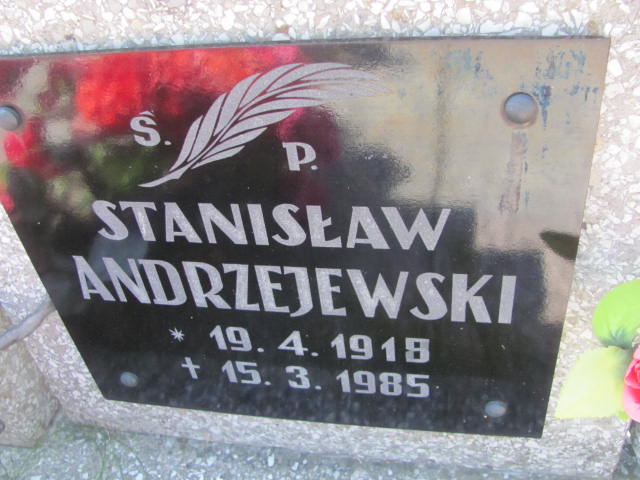 Ś. P.
STANISŁAW
ANDRZEJEWSKI
* 19. 4. 1918
✝ 15. 3. 1985